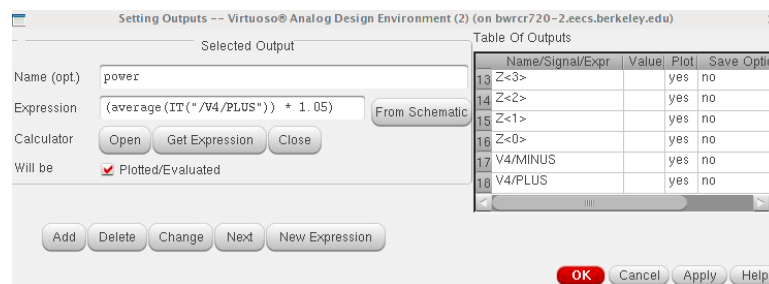 Setting Outputs -- Virtuoso® Analog Design Environment (2) (on bwrcr720-2.eecs.berkeley.edu)
Selected Output
Name (opt.) power
Expression (average(IT("/V4/PLUS")) * 1.05) From Schematic
Calculator Open Get Expression Close
Will be Plotted/Evaluated
Add Delete Change Next New Expression
Table Of Outputs
Name/Signal/Expr Value Plot Save Optio
13 Z<3> yes no
14 Z<2> yes no
15 Z<1> yes no
16 Z<0> yes no
17 V4/MINUS yes no
18 V4/PLUS yes no
OK Cancel Apply Help